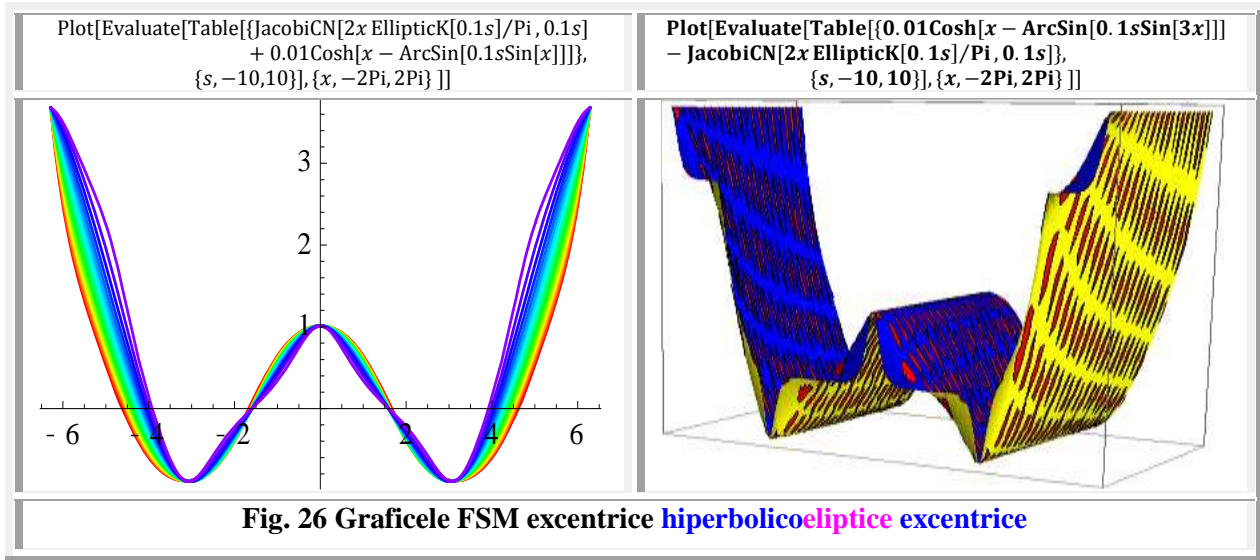 Plot[Evaluate[Table[{JacobiCN[2x EllipticK[0.1s]/Pi , 0.1s]
+ 0.01Cosh[x − ArcSin[0.1sSin[x]]]},
{s, −10,10}], {x, −2Pi, 2Pi} ]]
Plot[Evaluate[Table[{0.01Cosh[x − ArcSin[0.1sSin[3x]]]
− JacobiCN[2x EllipticK[0.1s]/Pi , 0.1s]},
{s, −10, 10}], {x, −2Pi, 2Pi} ]]
3
2
1
- 6 - 4 - 2 2 4 6
Fig. 26 Graficele FSM excentrice hiperbolicoeliptice excentrice